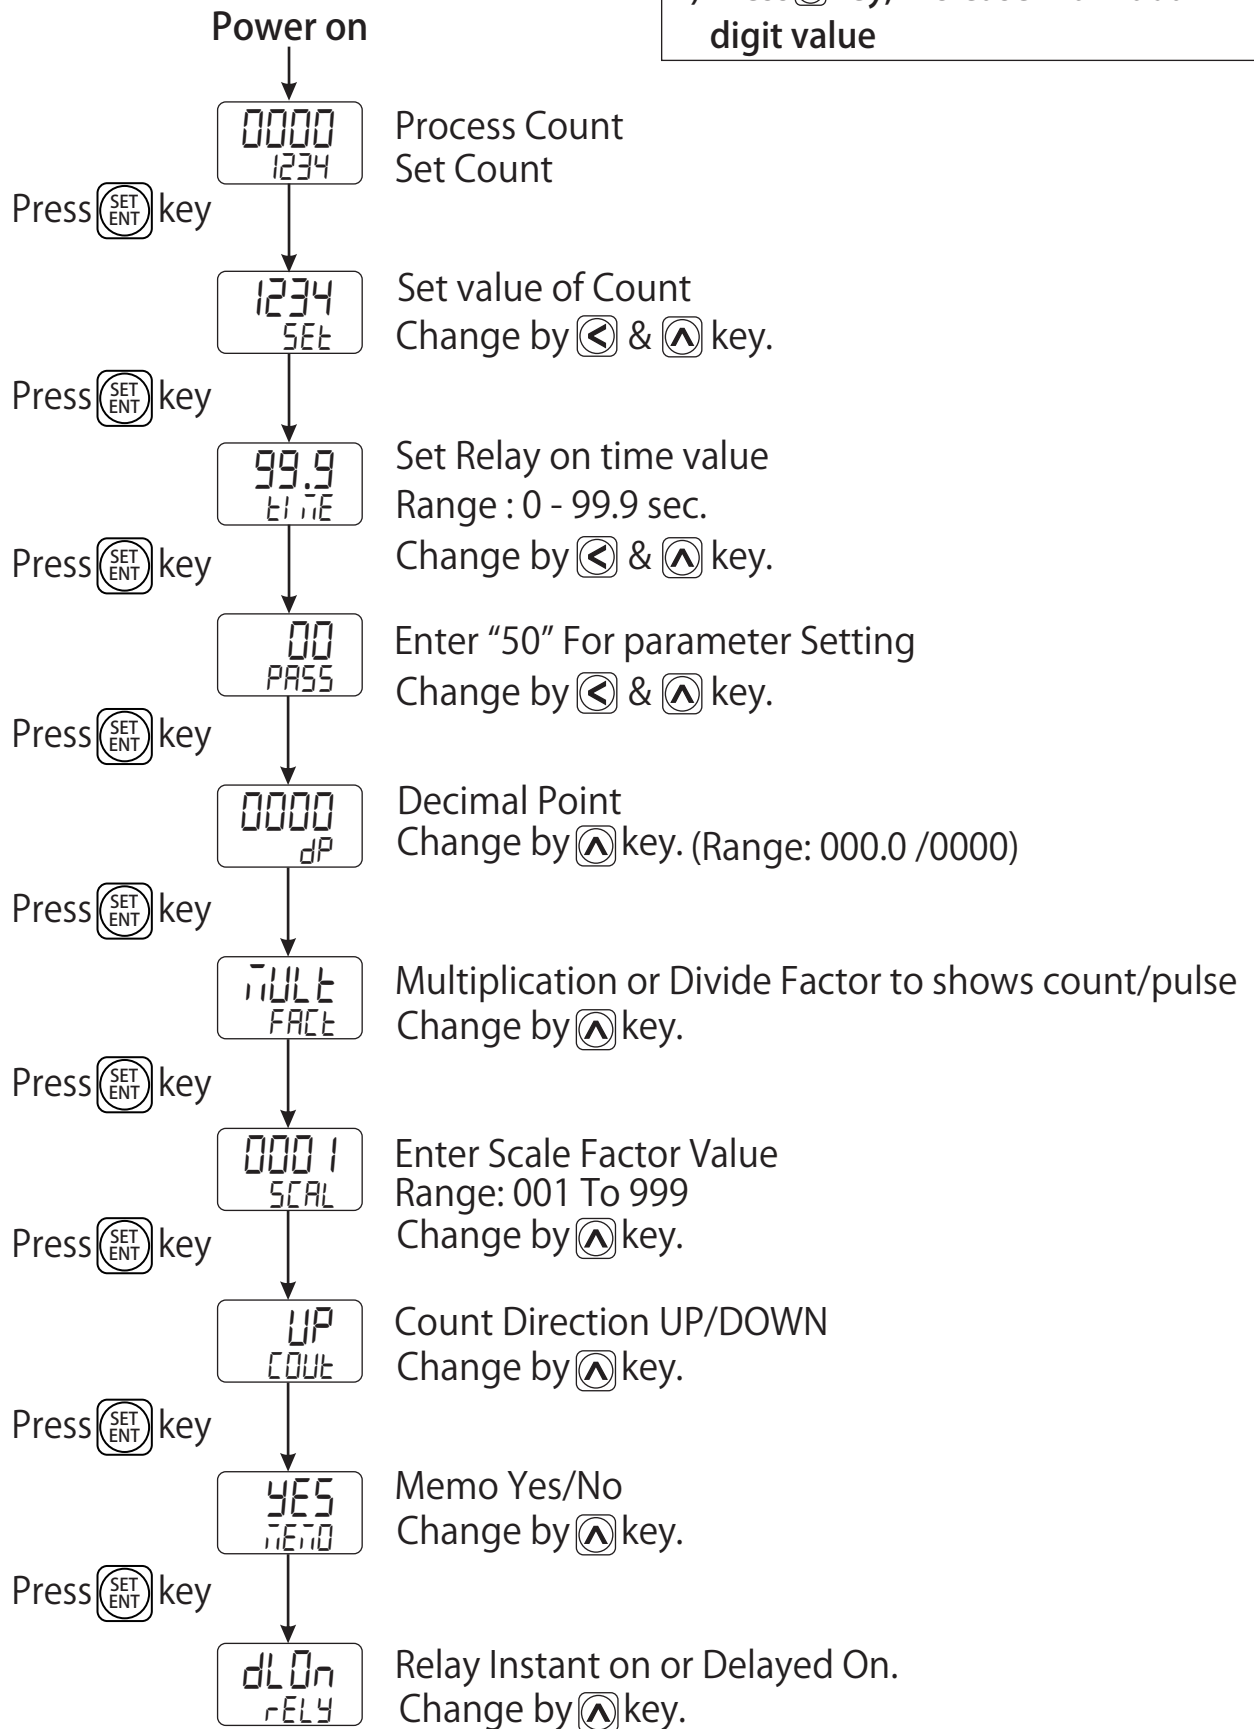 digit value
Power on
0000
1234
Process Count
Set Count
Press SET ENT key
1234
SEt
Set value of Count
Change by < & ^ key.
Press SET ENT key
99.9
tImE
Set Relay on time value
Range : 0 - 99.9 sec.
Change by < & ^ key.
Press SET ENT key
00
PASS
Enter “50” For parameter Setting
Change by < & ^ key.
Press SET ENT key
0000
dP
Decimal Point
Change by ^ key. (Range: 000.0 /0000)
Press SET ENT key
mULt
FACt
Multiplication or Divide Factor to shows count/pulse
Change by ^ key.
Press SET ENT key
0001
SCAL
Enter Scale Factor Value
Range: 001 To 999
Change by ^ key.
Press SET ENT key
UP
COUt
Count Direction UP/DOWN
Change by ^ key.
Press SET ENT key
YES
mEmO
Memo Yes/No
Change by ^ key.
Press SET ENT key
dLOn
rELY
Relay Instant on or Delayed On.
Change by ^ key.